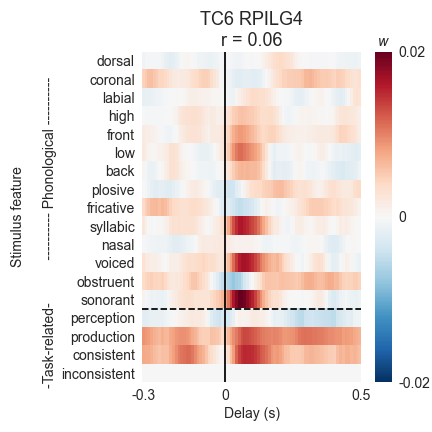 TC6 RPILG4
r = 0.06
w
dorsal
coronal
labial
high
front
low
back
plosive
fricative
syllabic
nasal
voiced
obstruent
sonorant
perception
production
consistent
inconsistent
Stimulus feature
-Task-related- ---------- Phonological ----------
0.02
0
-0.02
-0.3
0
0.5
Delay (s)